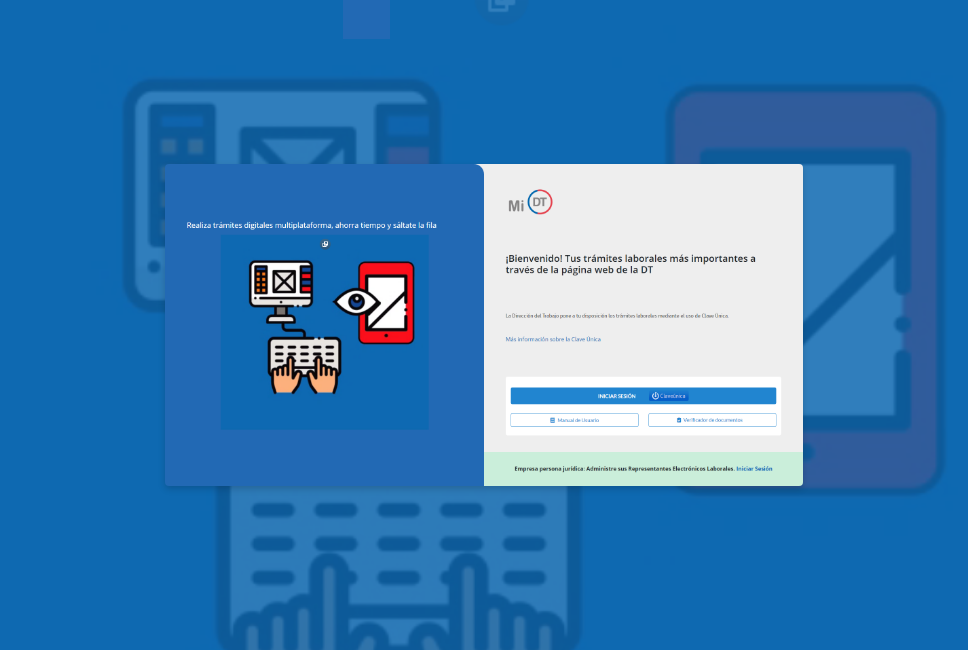 Realiza trámites digitales multiplataforma, ahorra tiempo y sáltate la fila
Mi DT
¡Bienvenido! Tus trámites laborales más importantes a
través de la página web de la DT
La Dirección del Trabajo pone a tu disposición los trámites laborales mediante el uso de Clave Única.
Más información sobre la Clave Única
INICIAR SESIÓN ClaveÚnica
Manual de Usuario
Verificador de documentos
Empresa persona jurídica: Administre sus Representantes Electrónicos Laborales. Iniciar Sesión